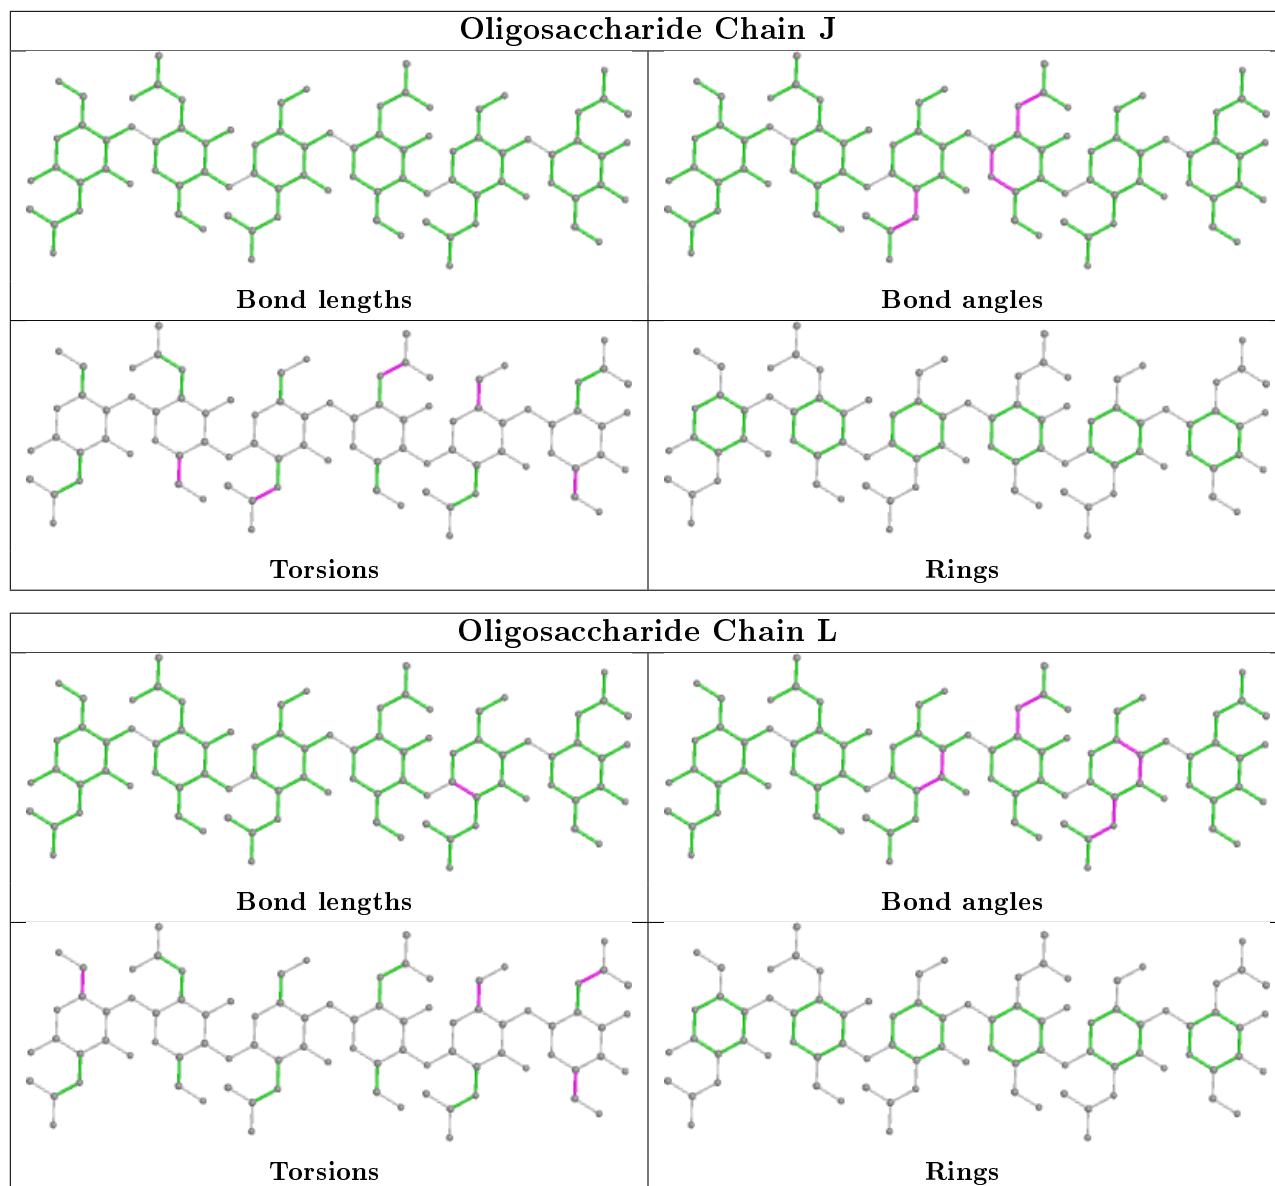 Oligosaccharide Chain J
Bond lengths
Bond angles
Torsions
Rings
Oligosaccharide Chain L
Bond lengths
Bond angles
Torsions
Rings